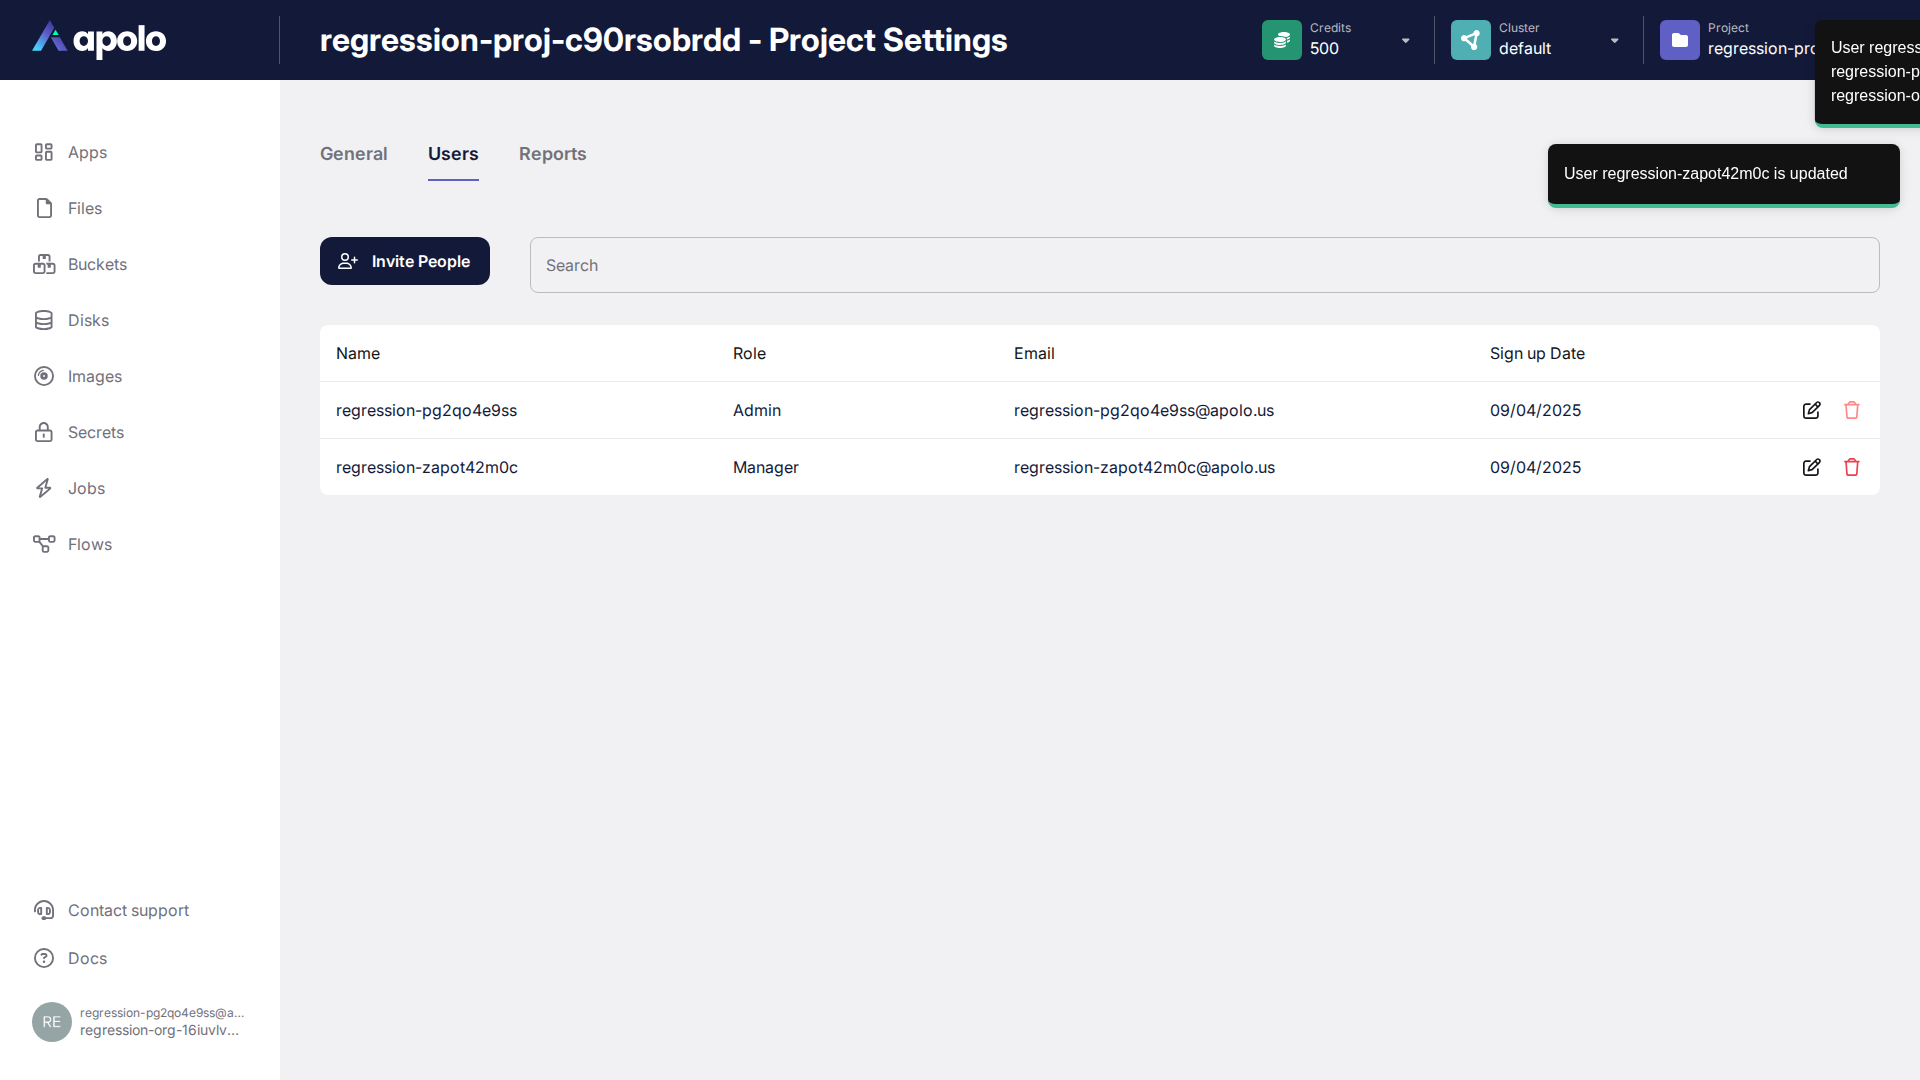 apolo
regression-proj-c90rsobrdd - Project Settings
Credits
500
Cluster
default
Project
regression-pro
User regress
regression-p
regression-o
User regression-zapot42m0c is updated
Apps
Files
Buckets
Disks
Images
Secrets
Jobs
Flows
General Users Reports
Invite People
Search
Name Role Email Sign up Date
regression-pg2qo4e9ss Admin regression-pg2qo4e9ss@apolo.us 09/04/2025
regression-zapot42m0c Manager regression-zapot42m0c@apolo.us 09/04/2025
Contact support
Docs
RE
regression-pg2qo4e9ss@a...
regression-org-16iuvlv...